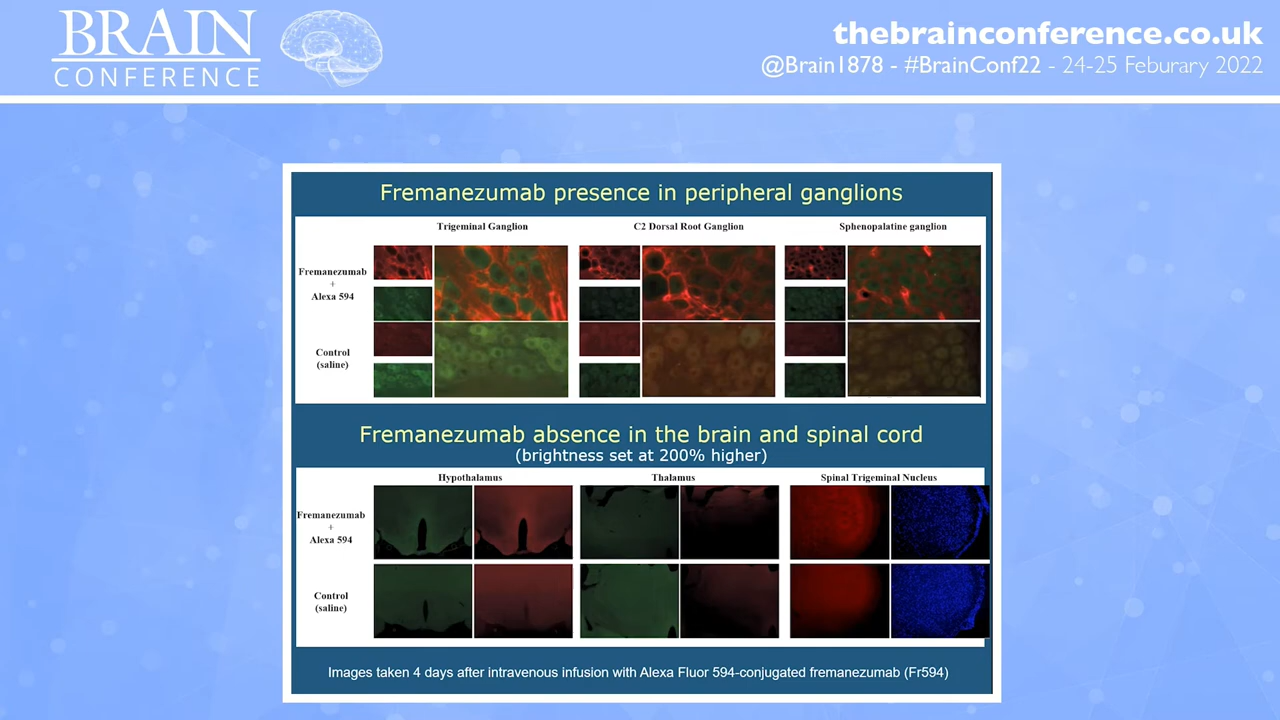 BRAIN
CONFERENCE
thebrainconference.co.uk
@Brain1878 - #BrainConf22 - 24-25 Feburary 2022
Fremanezumab presence in peripheral ganglions
Trigeminal Ganglion
C2 Dorsal Root Ganglion
Sphenopalatine ganglion
Fremanezumab
+
Alexa 594
Control
(saline)
Fremanezumab absence in the brain and spinal cord
(brightness set at 200% higher)
Hypothalamus
Thalamus
Spinal Trigeminal Nucleus
Fremanezumab
+
Alexa 594
Control
(saline)
Images taken 4 days after intravenous infusion with Alexa Fluor 594-conjugated fremanezumab (Fr594)